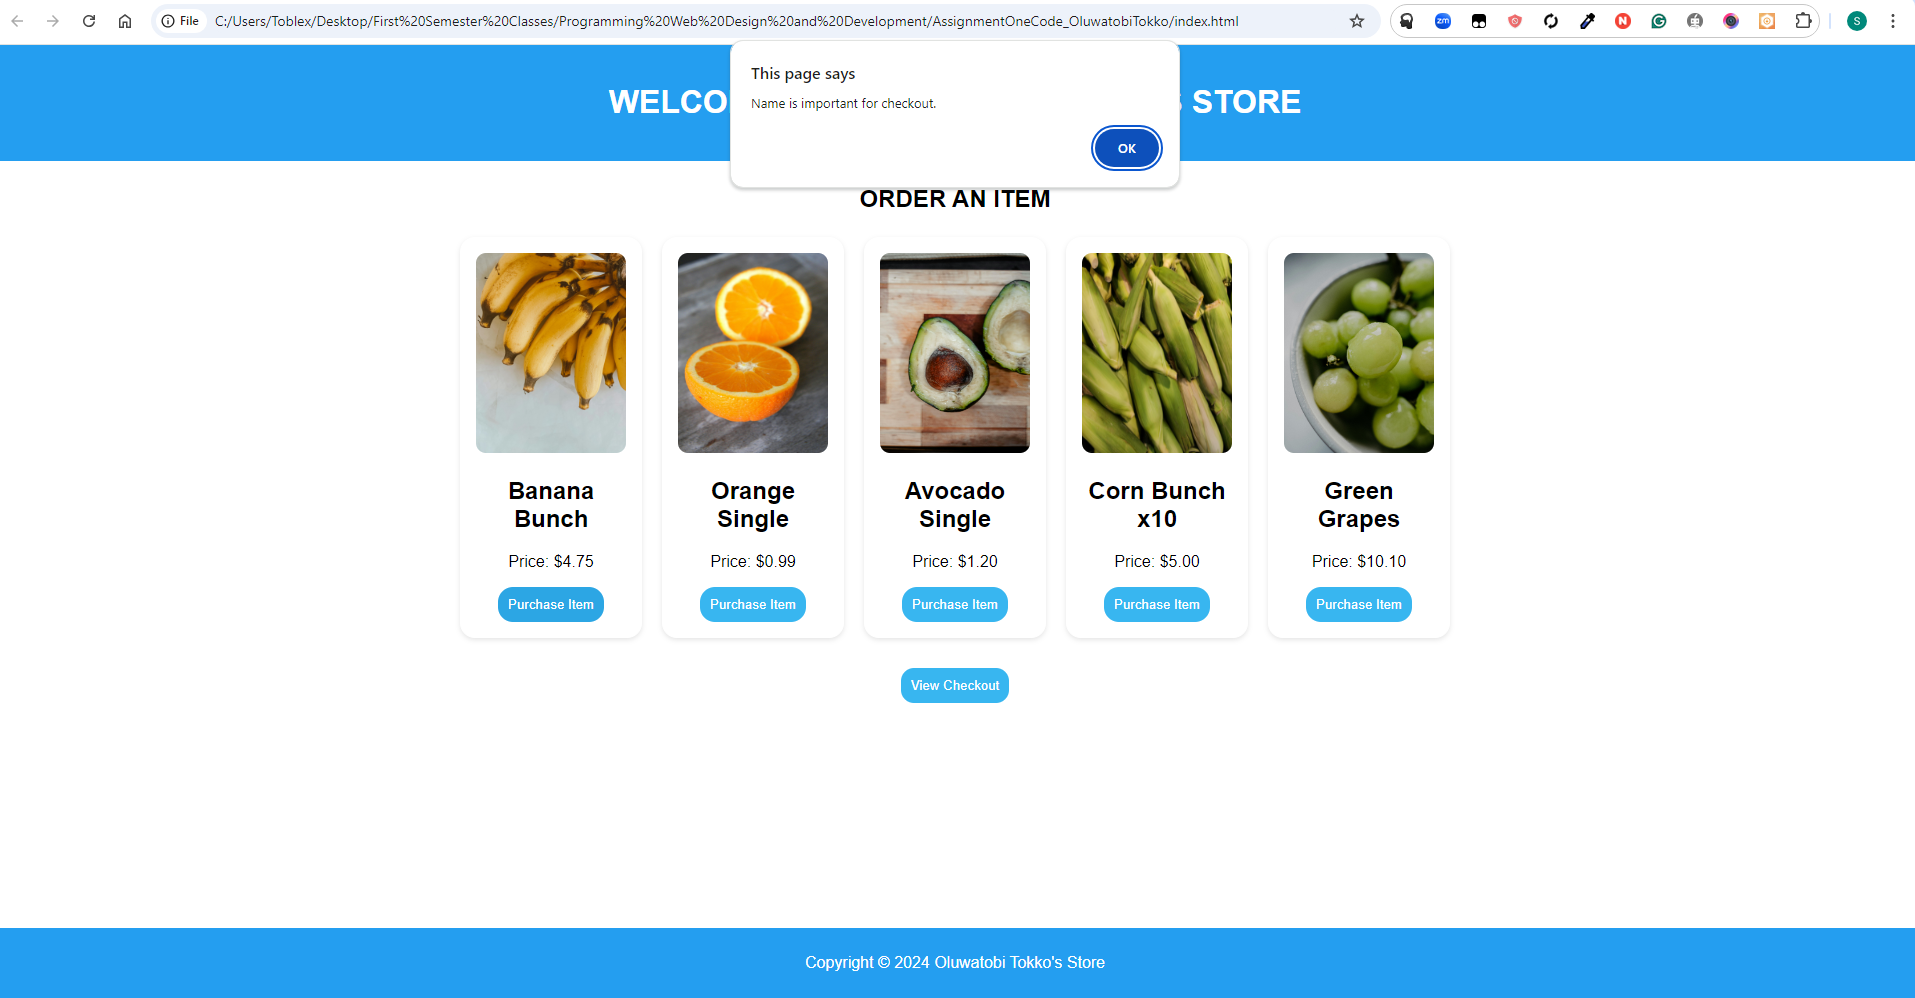 File
C:/Users/Toblex/Desktop/First%20Semester%20Classes/Programming%20Web%20Design%20and%20Development/AssignmentOneCode_OluwatobiTokko/index.html
zm
N
G
S
This page says
Name is important for checkout.
OK
STORE
ORDER AN ITEM
Banana
Bunch
Price: $4.75
Purchase Item
Orange
Single
Price: $0.99
Purchase Item
Avocado
Single
Price: $1.20
Purchase Item
Corn Bunch
x10
Price: $5.00
Purchase Item
Green
Grapes
Price: $10.10
Purchase Item
View Checkout
Copyright © 2024 Oluwatobi Tokko's Store